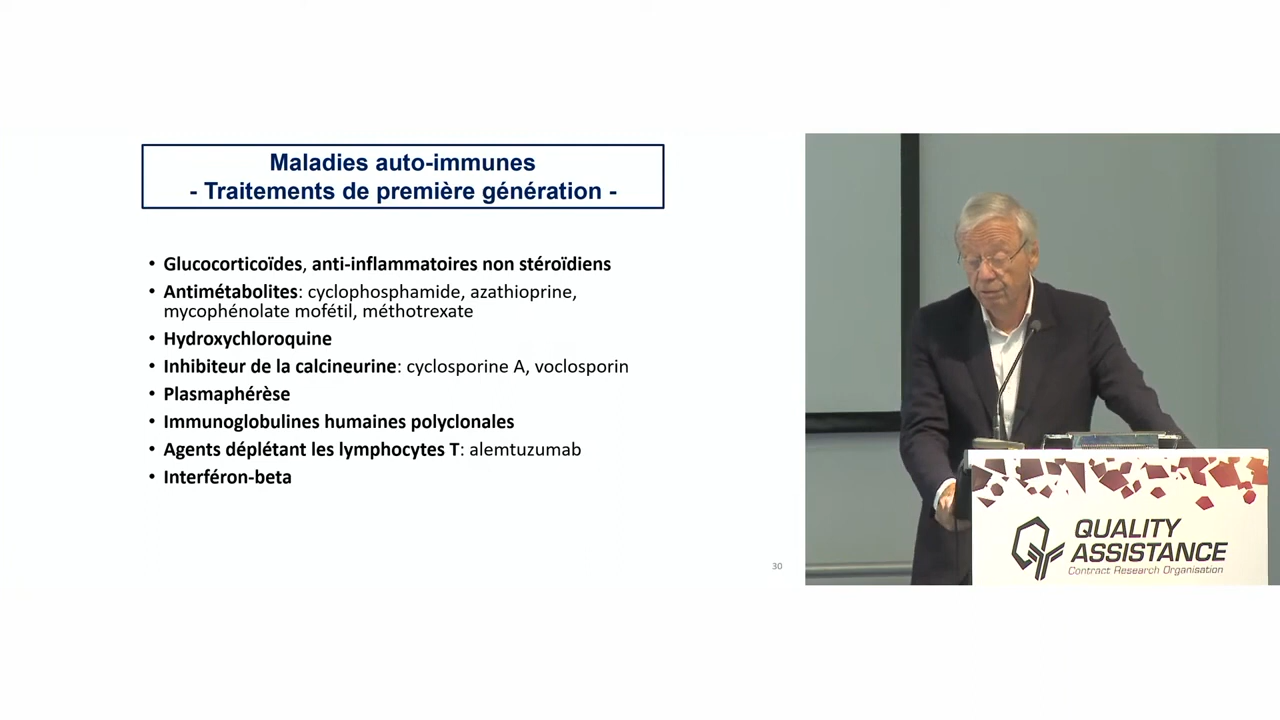 Maladies auto-immunes
- Traitements de première génération -
• Glucocorticoïdes, anti-inflammatoires non stéroïdiens
• Antimétabolites: cyclophosphamide, azathioprine,
mycophénolate mofétil, méthotrexate
• Hydroxychloroquine
• Inhibiteur de la calcineurine: cyclosporine A, voclosporin
• Plasmaphérèse
• Immunoglobulines humaines polyclonales
• Agents déplétant les lymphocytes T: alemtuzumab
• Interféron-beta
30
QUALITY
ASSISTANCE
Contract Research Organisation